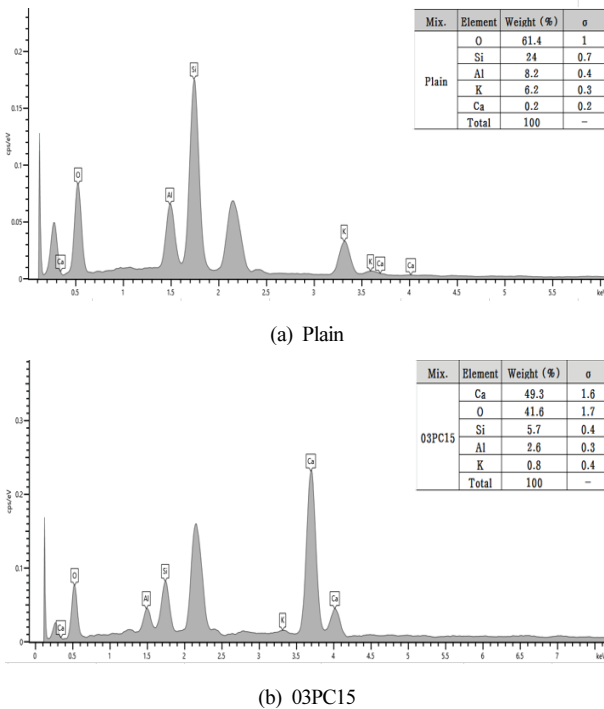 Mix. Element Weight (%) σ
Plain
O 61.4 1
Si 24 0.7
Al 8.2 0.4
K 6.2 0.3
Ca 0.2 0.2
Total 100 -
cps/eV
0.2
0.15
0.1
0.05
0
Ca
O
Al
Si
K
K
Ca
Ca
0.5 1 1.5 2 2.5 3 3.5 4 4.5 5 5.5 keV
(a) Plain
Mix. Element Weight (%) σ
03PC15
Ca 49.3 1.6
O 41.6 1.7
Si 5.7 0.4
Al 2.6 0.3
K 0.8 0.4
Total 100 -
cps/eV
0.3
0.2
0.1
0
Ca
O
Al
Si
K
Ca
Ca
0 0.5 1 1.5 2 2.5 3 3.5 4 4.5 5 5.5 6 6.5 7 keV
(b) 03PC15